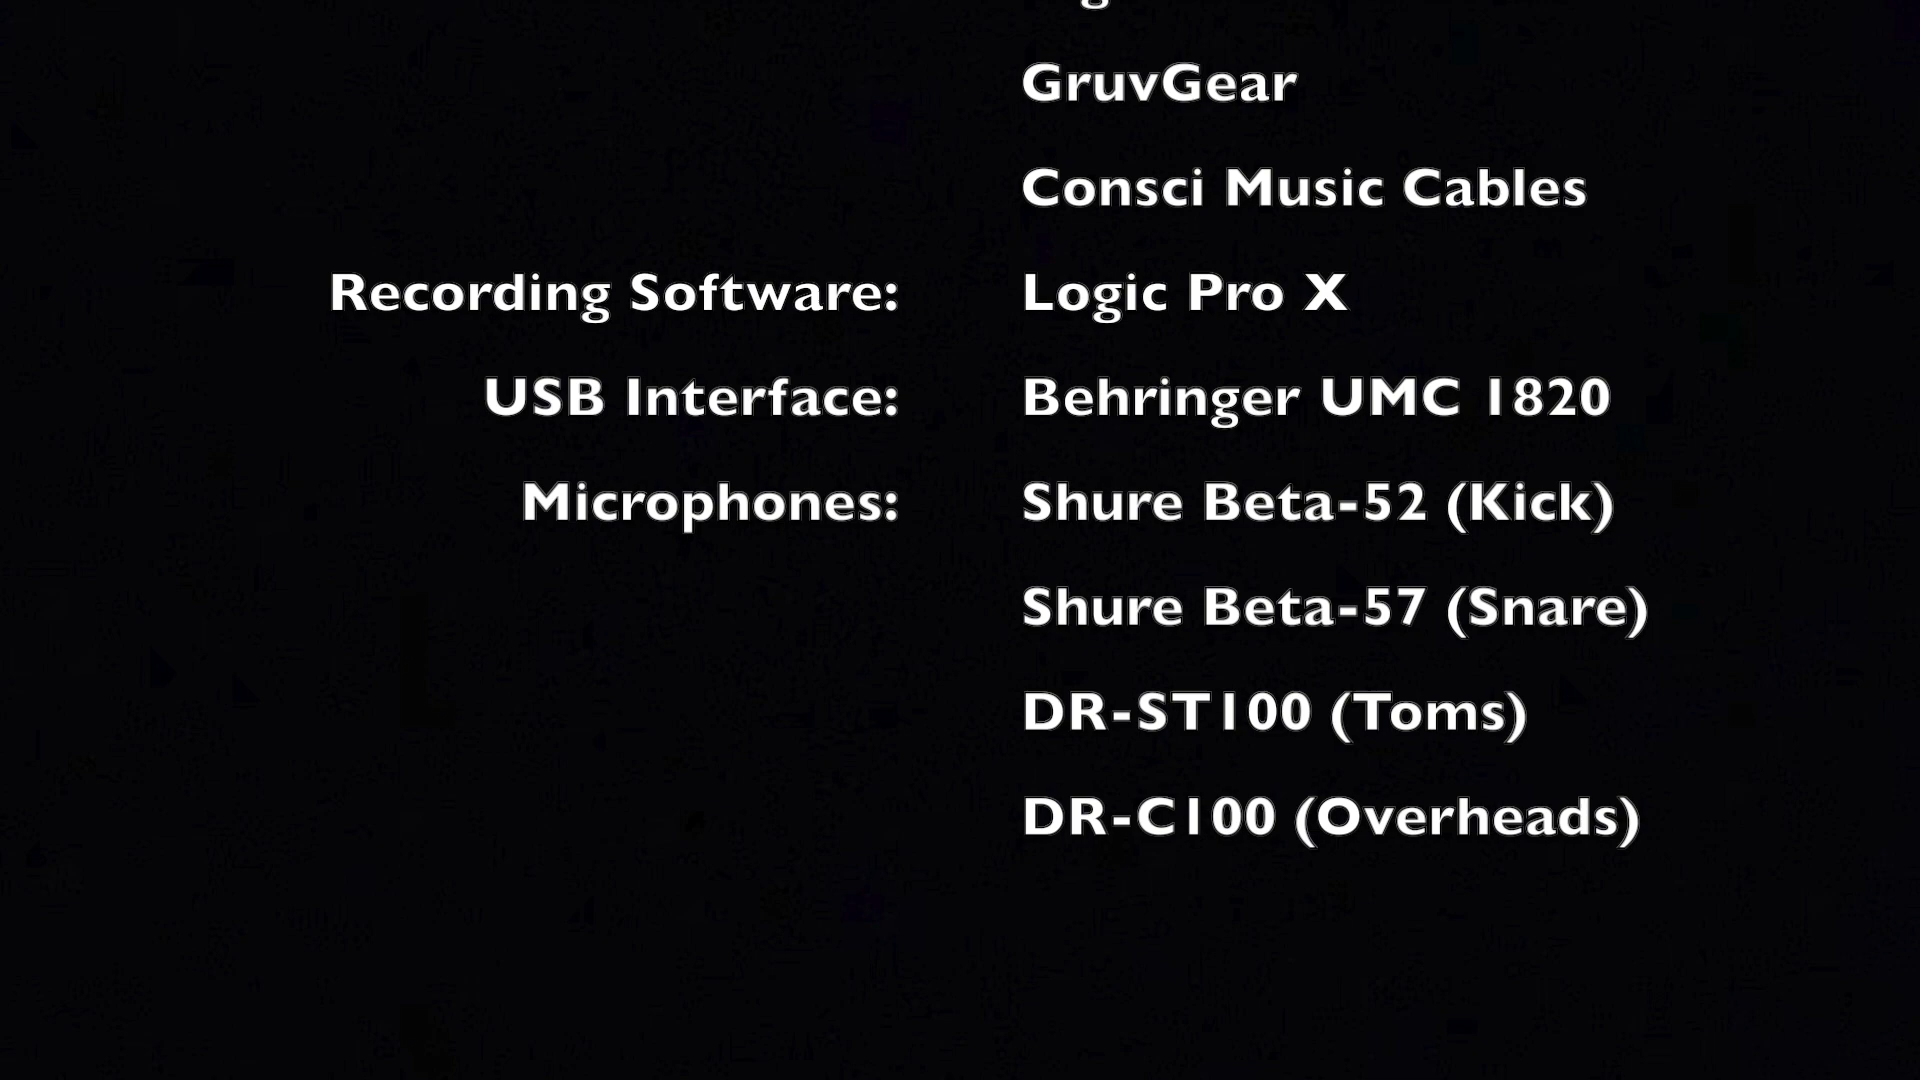 GruvGear
Consci Music Cables
Recording Software: Logic Pro X
USB Interface: Behringer UMC 1820
Microphones: Shure Beta-52 (Kick)
Shure Beta-57 (Snare)
DR-ST100 (Toms)
DR-C100 (Overheads)